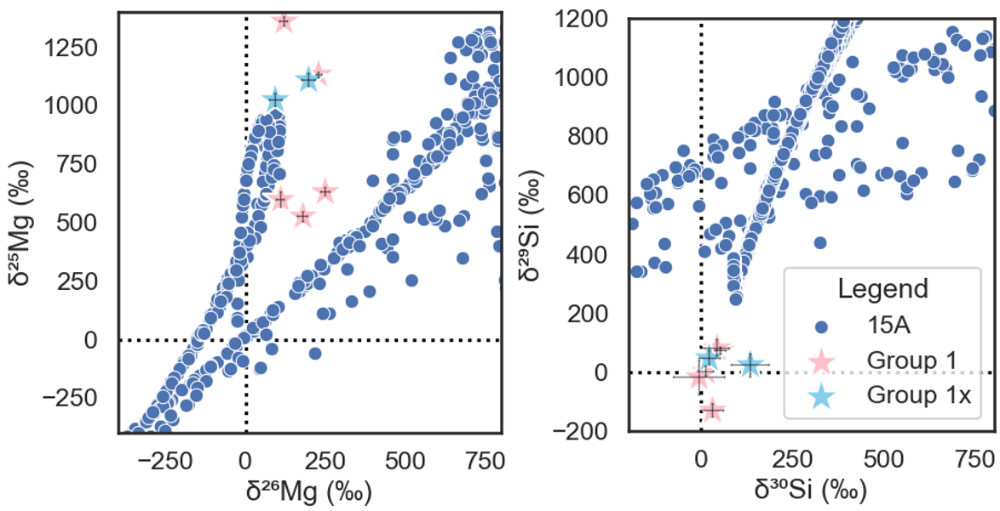 1250
1000
750
500
250
0
−250
δ²⁵Mg (‰)
−250 0 250 500 750
δ²⁶Mg (‰)
1200
1000
800
600
400
200
0
−200
δ²⁹Si (‰)
0 250 500 750
δ³⁰Si (‰)
Legend
15A
Group 1
Group 1x